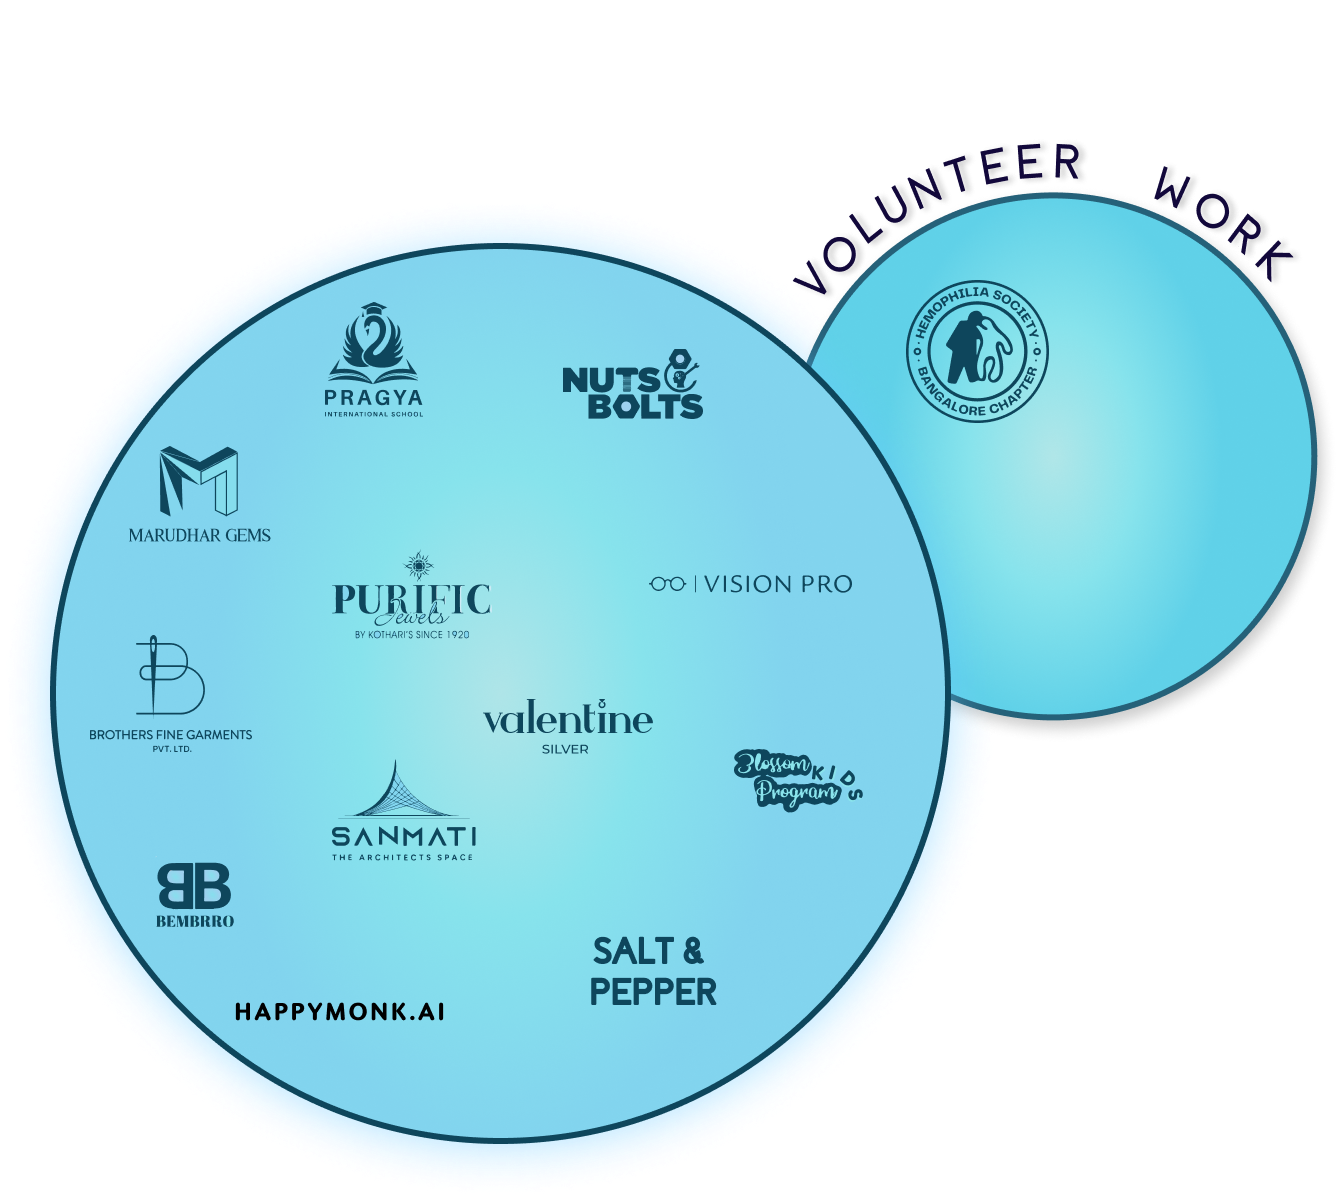 VOLUNTEER WORK
HEMOPHILIA SOCIETY
BANGALORE CHAPTER
PRAGYA
INTERNATIONAL SCHOOL
NUTS &
BOLTS
MARUDHAR GEMS
PURIFIC
Jewels
BY KOTHARI'S SINCE 1920
VISION PRO
BROTHERS FINE GARMENTS
PVT. LTD.
valentine
SILVER
Blossom KIDS
Program
SANMATI
THE ARCHITECTS SPACE
BB
BEMBRRO
SALT &
PEPPER
HAPPYMONK.AI